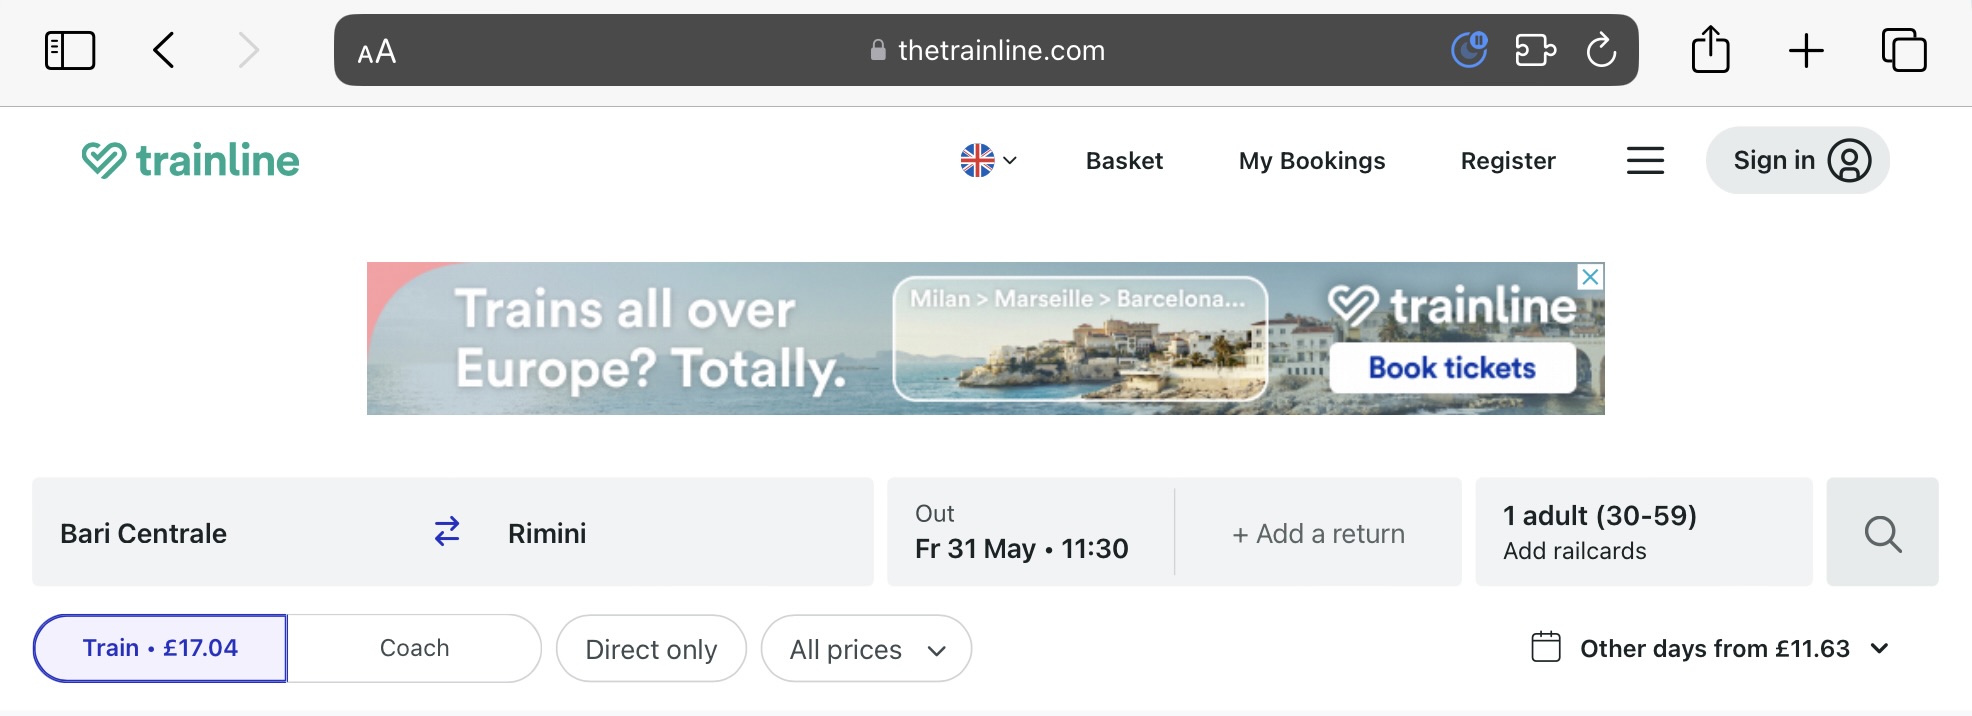 AA
thetrainline.com
trainline
Basket
My Bookings
Register
Sign in
Trains all over
Europe? Totally.
Milan > Marseille > Barcelona...
trainline
Book tickets
Bari Centrale
Rimini
Out
Fr 31 May • 11:30
+ Add a return
1 adult (30-59)
Add railcards
Train • £17.04
Coach
Direct only
All prices
Other days from £11.63